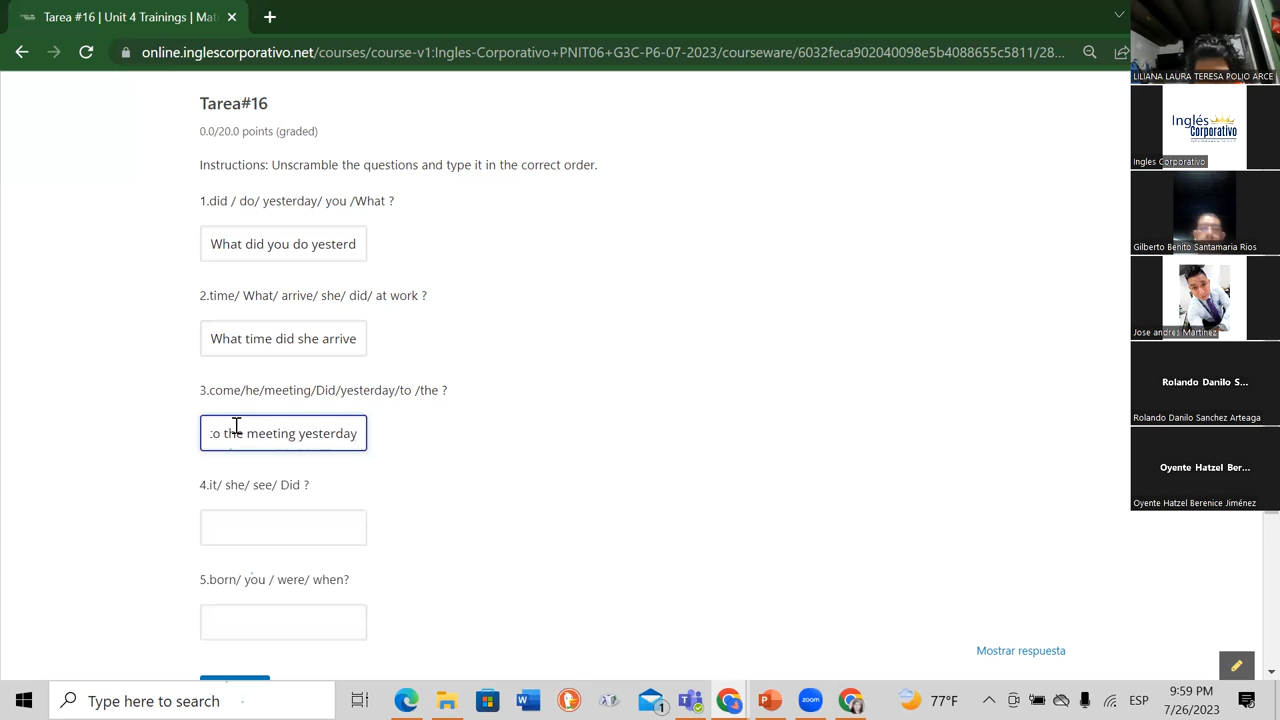 Tarea #16 | Unit 4 Trainings | Mat
online.inglescorporativo.net/courses/course-v1:Ingles-Corporativo+PNIT06+G3C-P6-07-2023/courseware/6032feca902040098e5b4088655c5811/28...
Tarea#16
0.0/20.0 points (graded)
Instructions: Unscramble the questions and type it in the correct order.
1.did / do/ yesterday/ you /What ?
What did you do yesterd
2.time/ What/ arrive/ she/ did/ at work ?
What time did she arrive
3.come/he/meeting/Did/yesterday/to /the ?
to the meeting yesterday
4.it/ she/ see/ Did ?
5.born/ you / were/ when?
Mostrar respuesta
LILIANA LAURA TERESA POLIO ARCE
Inglés
Corporativo
Ingles Corporativo
Gilberto Benito Santamaria Rios
Jose andres Martinez
Rolando Danilo S...
Rolando Danilo Sanchez Arteaga
Oyente Hatzel Ber...
Oyente Hatzel Berenice Jiménez
Type here to search
1
zoom
77°F
ESP
9:59 PM
7/26/2023